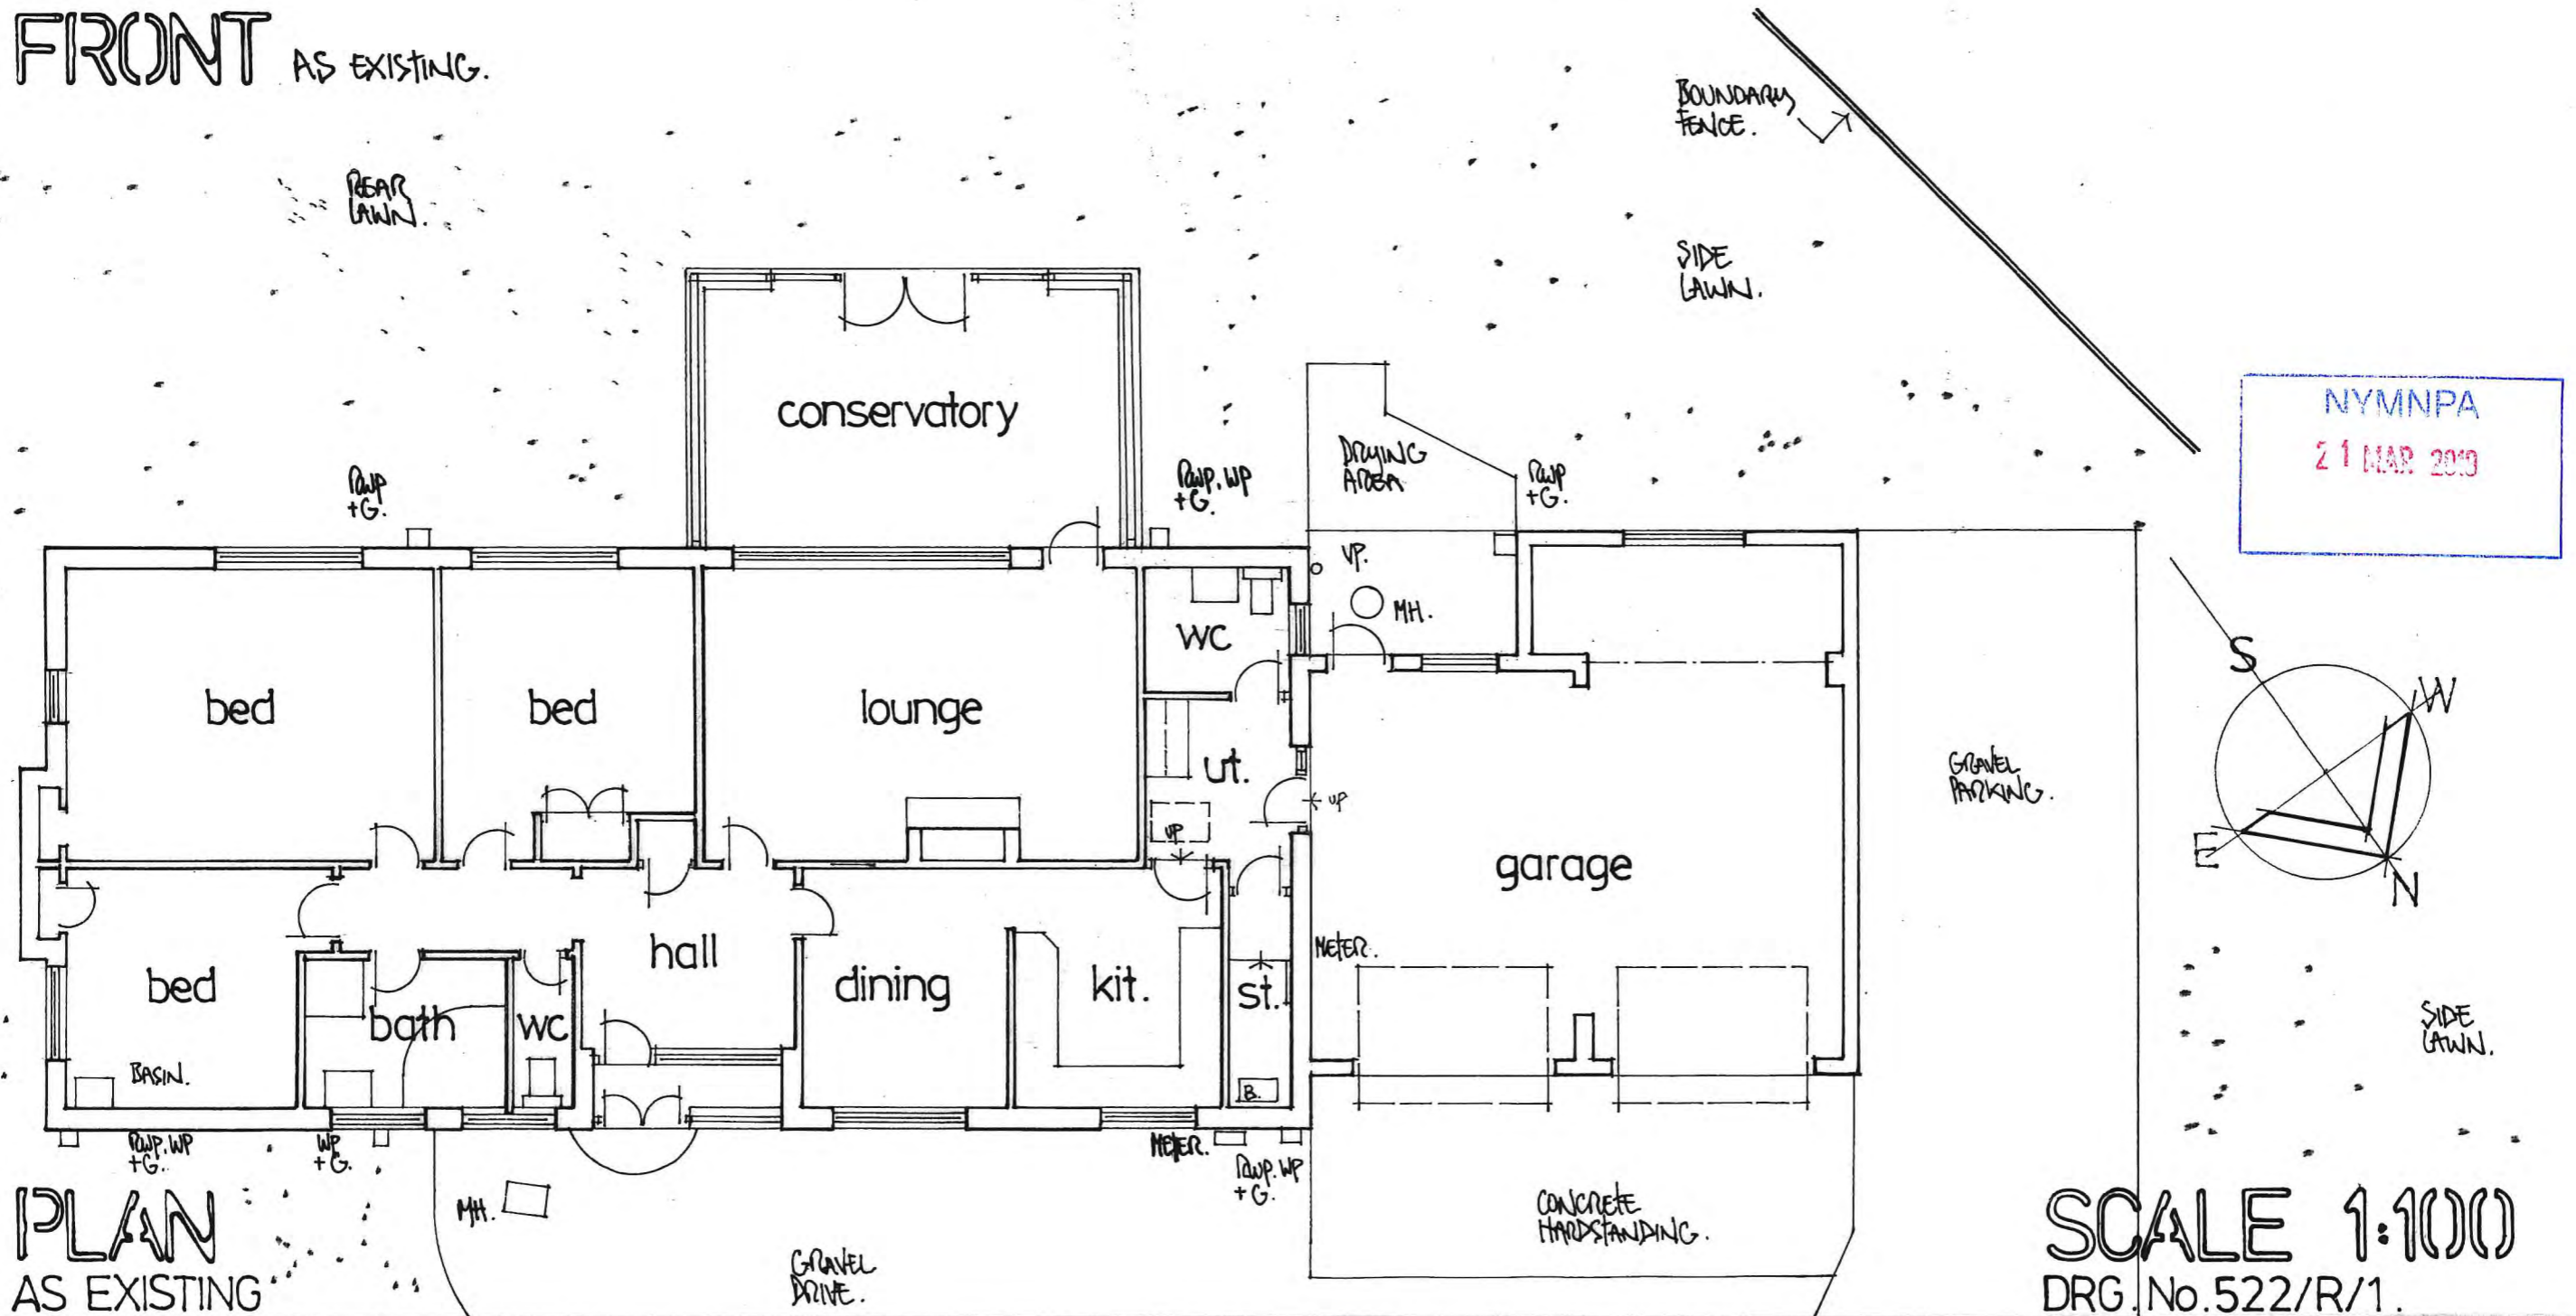 FRONT AS EXISTING.
BOUNDARY
FENCE.
REAR
LAWN.
SIDE
LAWN.
NYMNPA
21 MAR 2019
conservatory
DRYING
AREA
RWP
+G.
RWP. WP
+G.
RWP
+G.
VP.
MH.
WC
S
W
E
N
bed
bed
lounge
ut.
UP
UP
GRAVEL
PARKING.
garage
METER.
hall
bed
bath
WC
dining
kit.
st.
BASIN.
B.
SIDE
LAWN.
RWP. WP
+G.
WP
+G.
METER.
RWP. WP
+G.
MH.
CONCRETE
HARDSTANDING.
GRAVEL
DRIVE.
PLAN
AS EXISTING
SCALE 1:100
DRG.No.522/R/1.